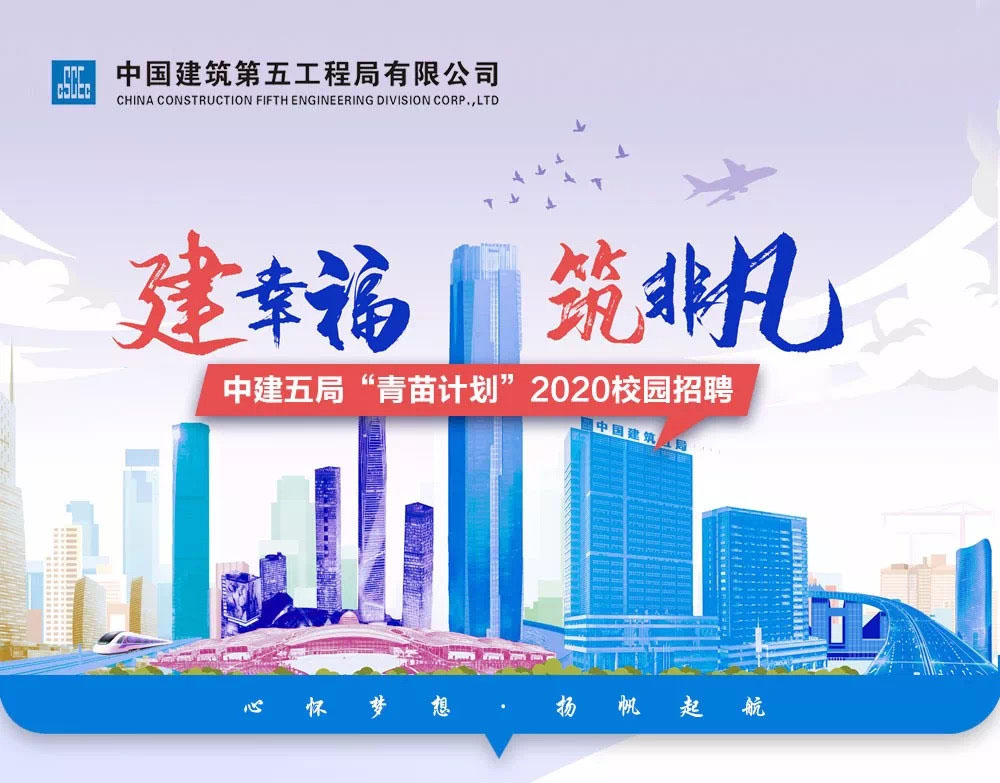 中国建筑第五工程局有限公司
CHINA CONSTRUCTION FIFTH ENGINEERING DIVISION CORP.,LTD
建幸福 筑非凡
中建五局“青苗计划”2020校园招聘
中国建筑五局
心怀梦想·扬帆起航